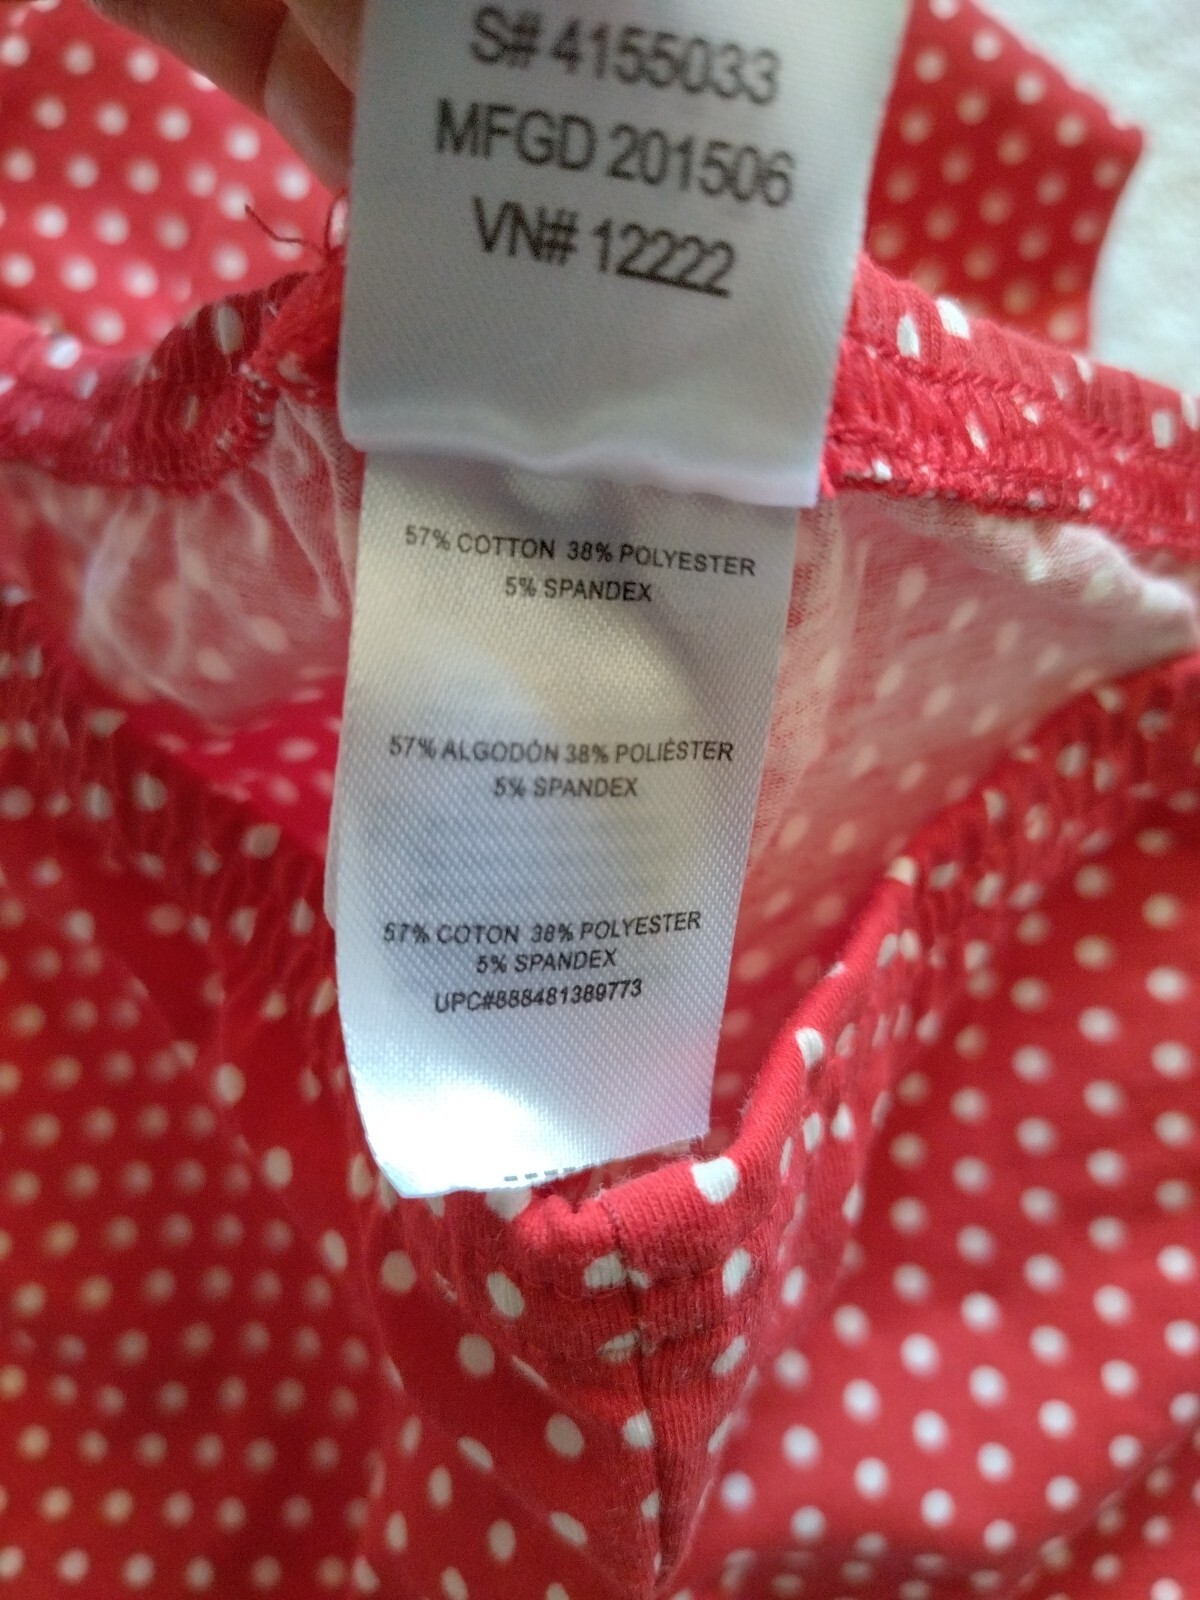 S# 4155033
MFGD 201506
VN# 12222
57% COTTON 38% POLYESTER
5% SPANDEX
57% ALGODÓN 38% POLIÉSTER
5% SPANDEX
57% COTON 38% POLYESTER
5% SPANDEX
UPC#888481389773